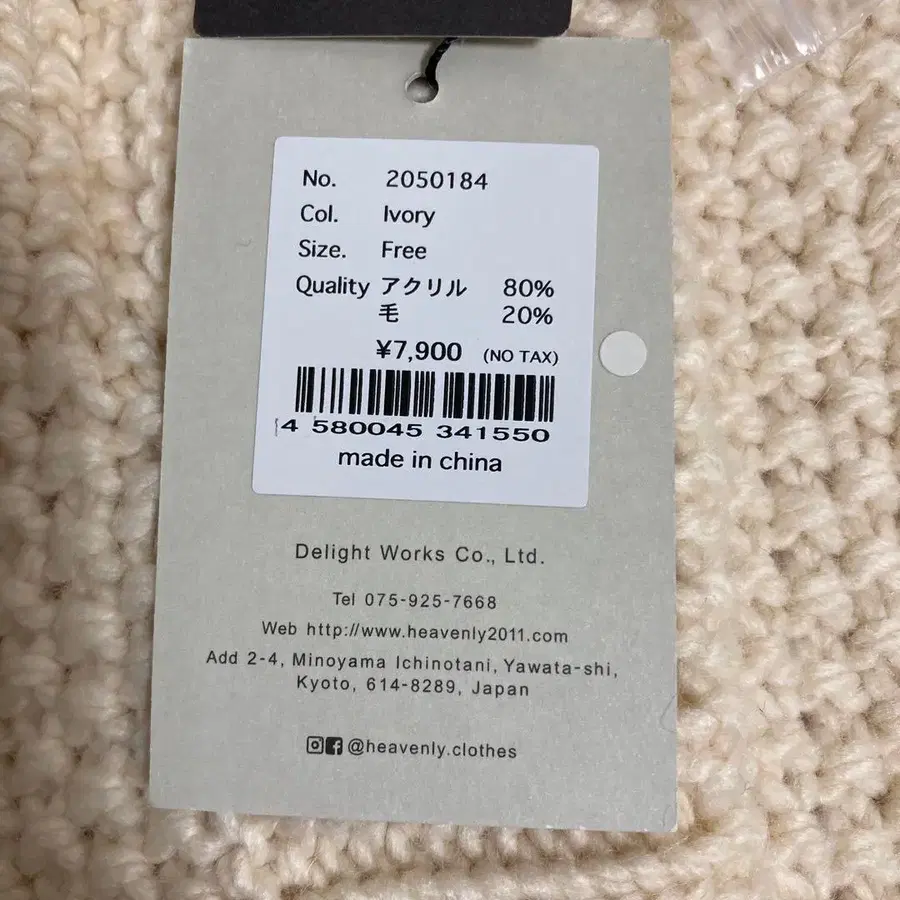 No. 2050184
Col. Ivory
Size. Free
Quality アクリル 80%
毛 20%
¥7,900 (NO TAX)
4 580045 341550
made in china
Delight Works Co., Ltd.
Tel 075-925-7668
Web http://www.heavenly2011.com
Add 2-4, Minoyama Ichinotani, Yawata-shi,
Kyoto, 614-8289, Japan
@heavenly.clothes